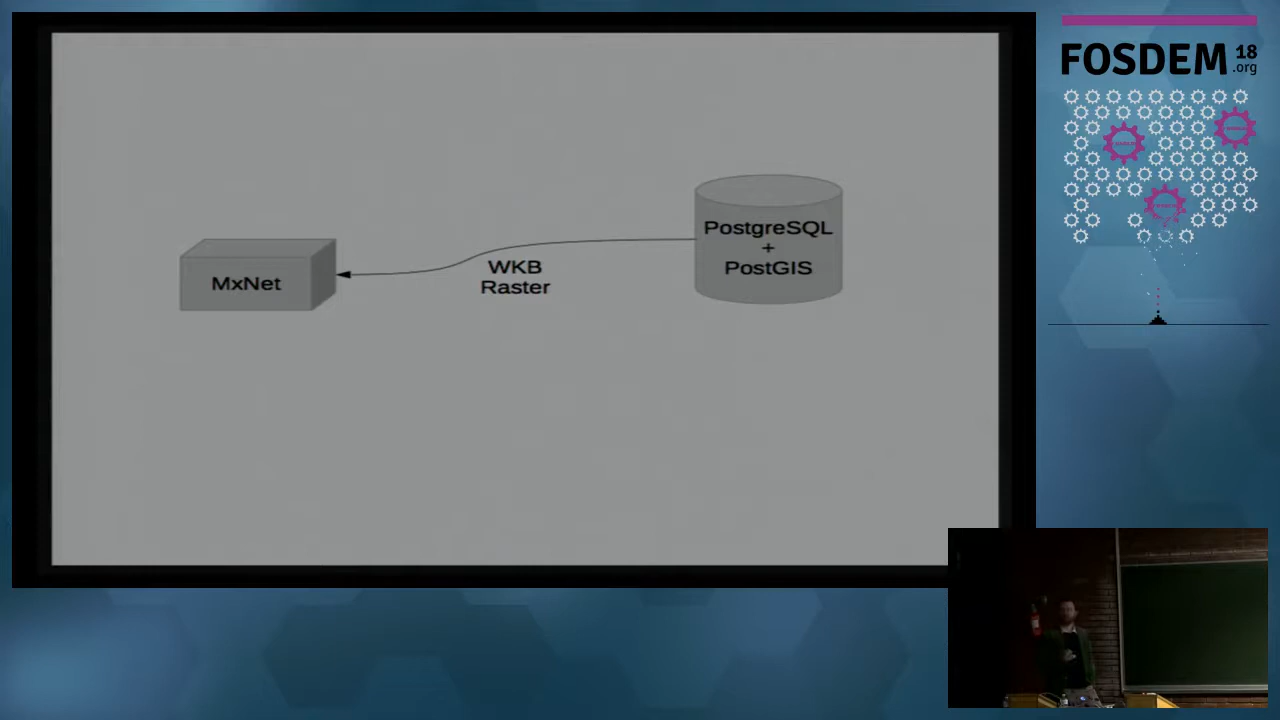 MxNet
WKB
Raster
PostgreSQL
+
PostGIS
FOSDEM 18
.org